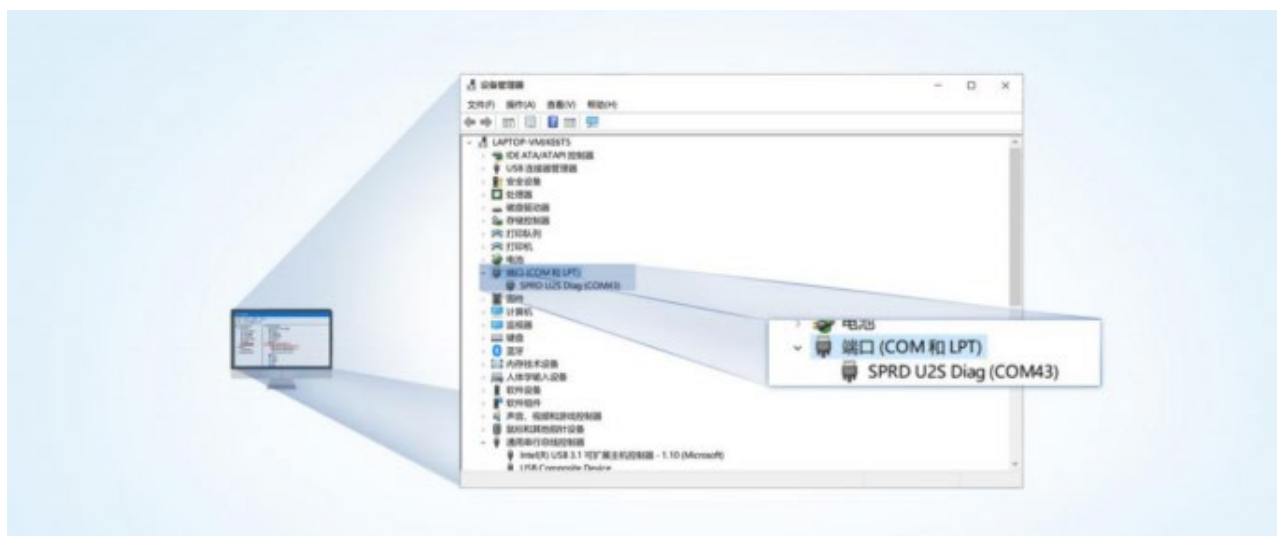 设备管理器
文件(F) 操作(A) 查看(V) 帮助(H)
IDE ATA/ATAPI 控制器
USB 连接器管理器
安全设备
处理器
磁盘驱动器
存储控制器
打印队列
打印机
电池
端口 (COM 和 LPT)
SPRD U2S Diag (COM43)
固件
计算机
监视器
键盘
蓝牙
内存技术设备
人体学输入设备
软件设备
软件组件
声音、视频和游戏控制器
鼠标和其他指针设备
通用串行总线控制器
Intel(R) USB 3.1 可扩展主机控制器 - 1.10 (Microsoft)
USB Composite Device
电池
端口 (COM 和 LPT)
SPRD U2S Diag (COM43)